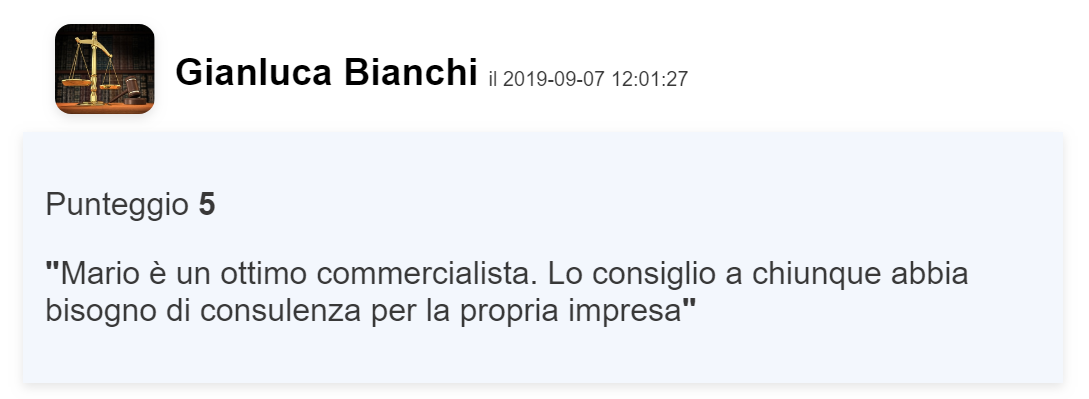 Gianluca Bianchi il 2019-09-07 12:01:27
Punteggio 5
"Mario è un ottimo commercialista. Lo consiglio a chiunque abbia
bisogno di consulenza per la propria impresa"